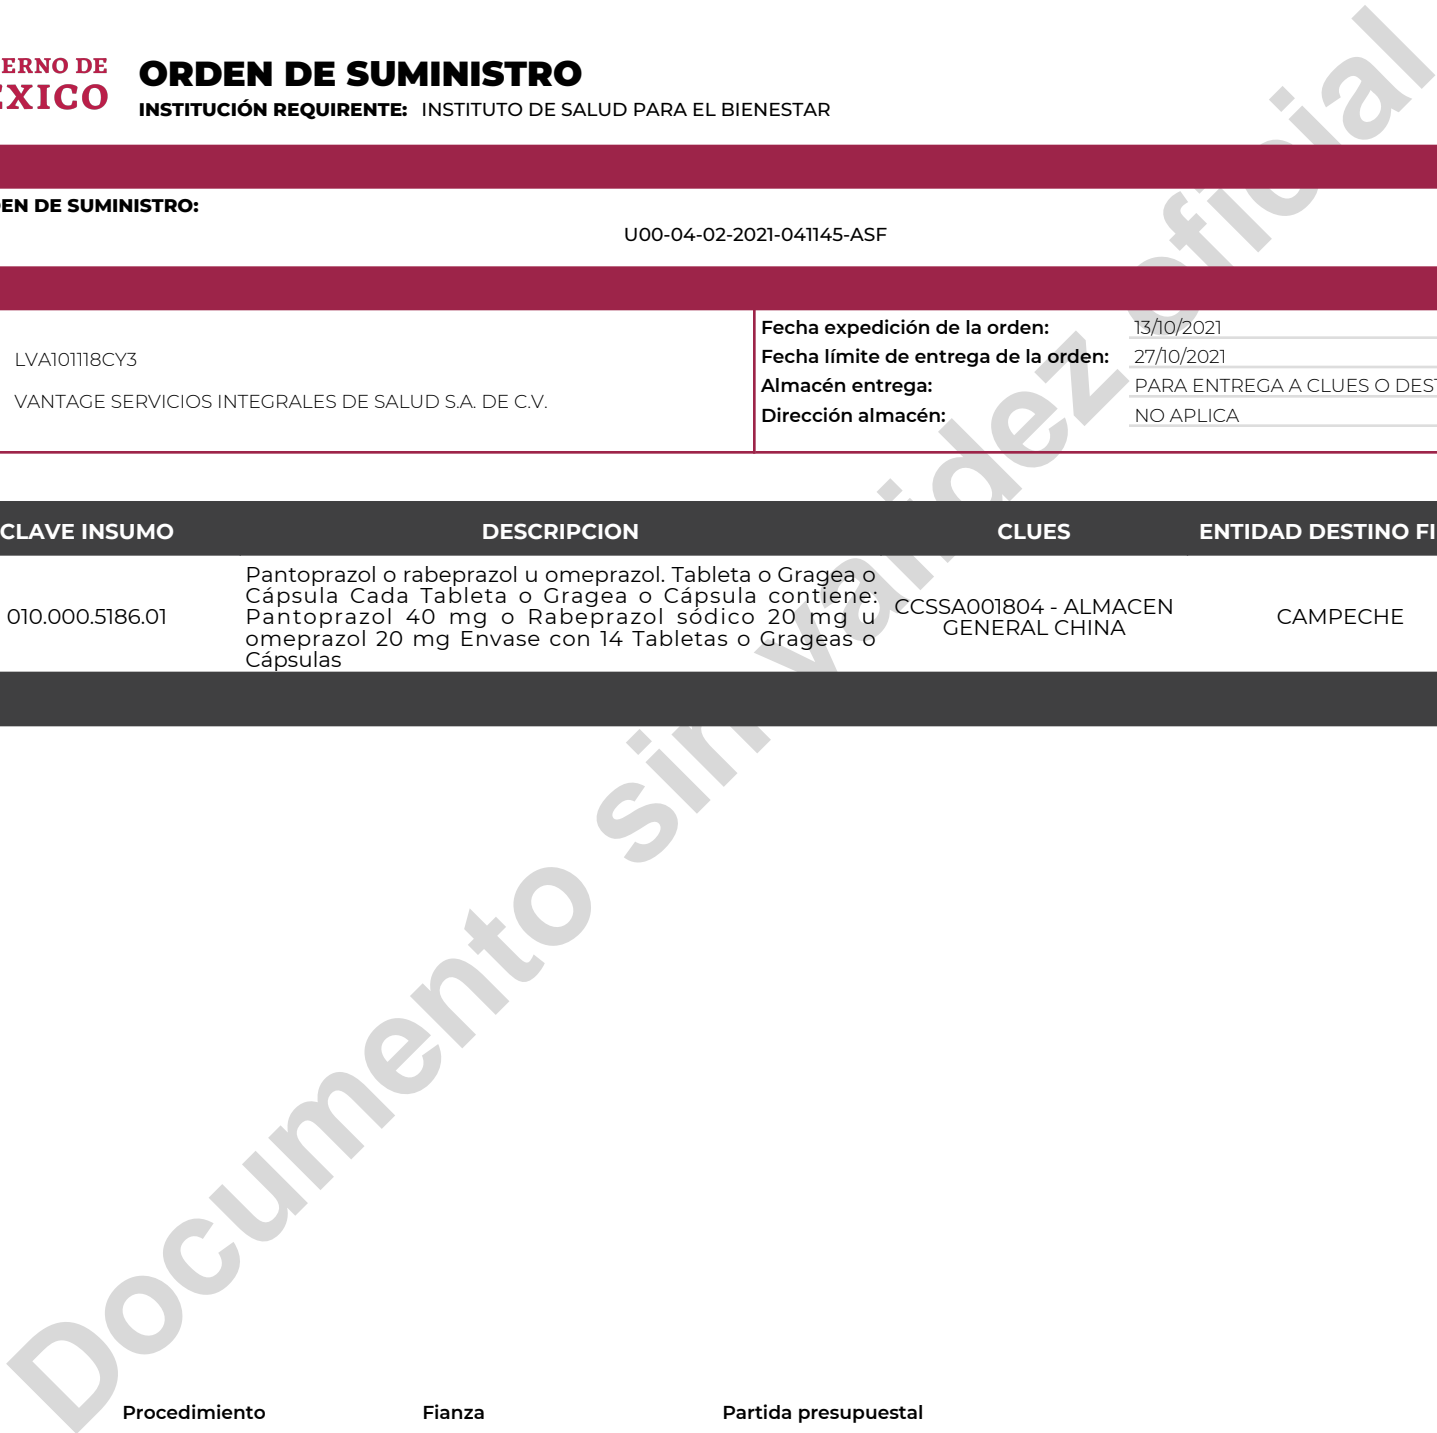 ERNO DE
ÉXICO
ORDEN DE SUMINISTRO
INSTITUCIÓN REQUIRENTE: INSTITUTO DE SALUD PARA EL BIENESTAR
EN DE SUMINISTRO:
U00-04-02-2021-041145-ASF
LVA101118CY3
VANTAGE SERVICIOS INTEGRALES DE SALUD S.A. DE C.V.
Fecha expedición de la orden: 13/10/2021
Fecha límite de entrega de la orden: 27/10/2021
Almacén entrega: PARA ENTREGA A CLUES O DEST
Dirección almacén: NO APLICA
CLAVE INSUMO DESCRIPCION CLUES ENTIDAD DESTINO FI
010.000.5186.01
Pantoprazol o rabeprazol u omeprazol. Tableta o Gragea o
Cápsula Cada Tableta o Gragea o Cápsula contiene:
Pantoprazol 40 mg o Rabeprazol sódico 20 mg u
omeprazol 20 mg Envase con 14 Tabletas o Grageas o
Cápsulas
CCSSA001804 - ALMACEN
GENERAL CHINA
CAMPECHE
Documento sin validez oficial
Procedimiento Fianza Partida presupuestal